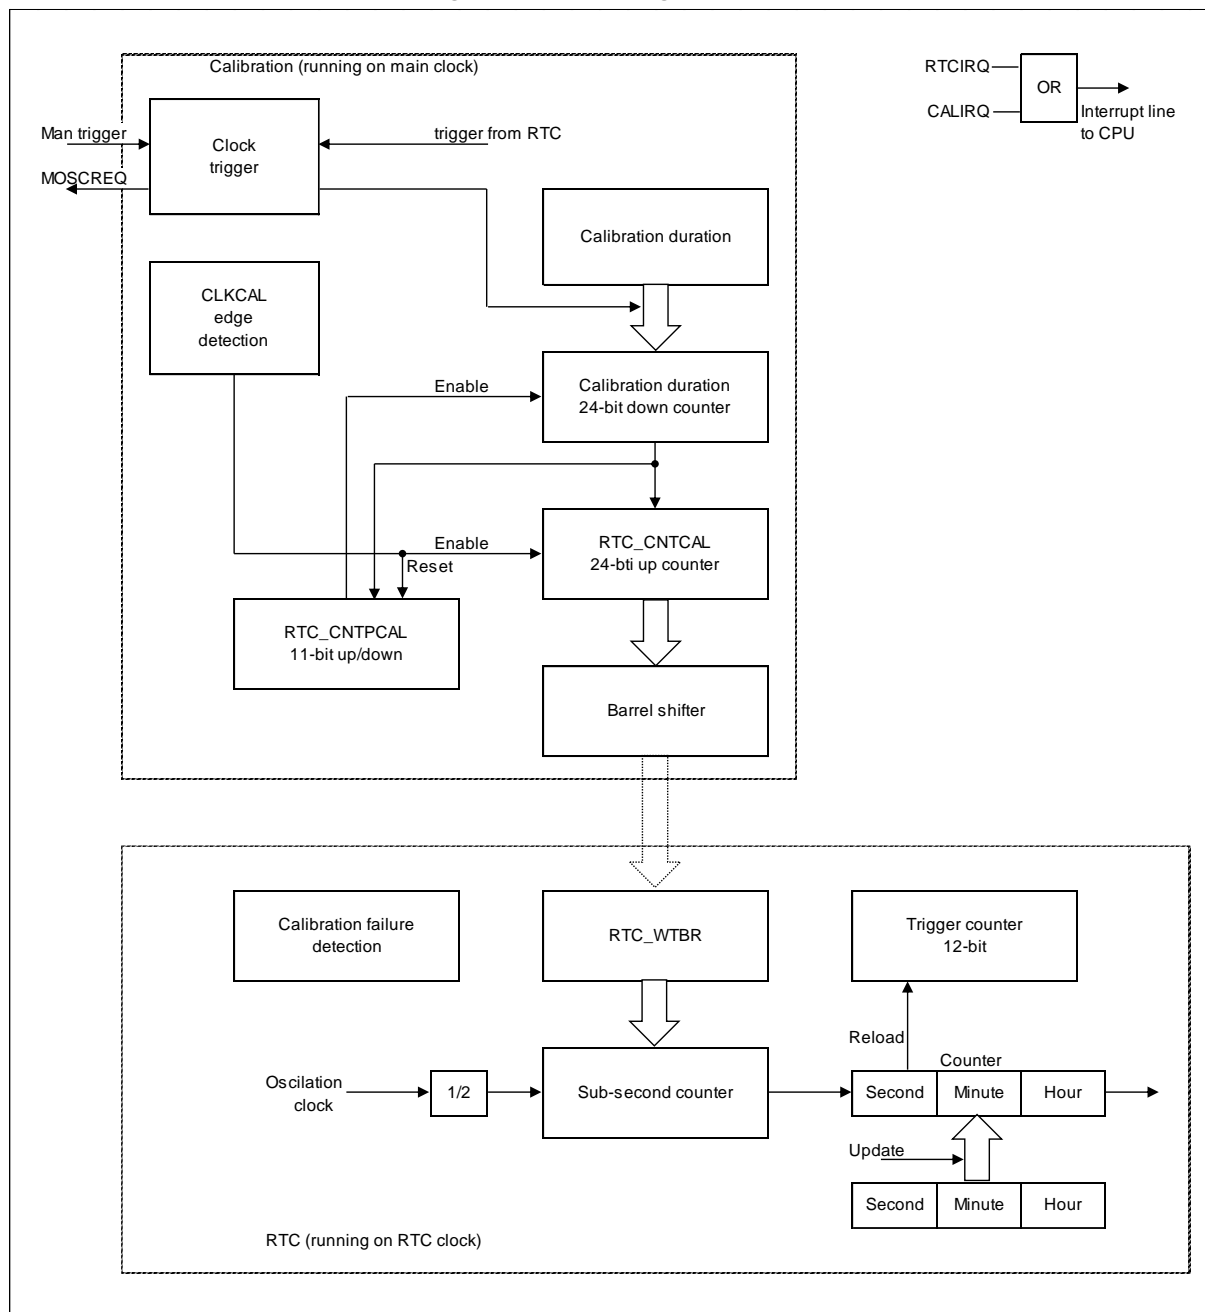 Calibration (running on main clock)
RTCIRQ
OR
CALIRQ
Interrupt line
to CPU
Man trigger
Clock
trigger
trigger from RTC
MOSCREQ
Calibration duration
CLKCAL
edge
detection
Enable
Calibration duration
24-bit down counter
Enable
Reset
RTC_CNTCAL
24-bti up counter
RTC_CNTPCAL
11-bit up/down
Barrel shifter
Calibration failure
detection
RTC_WTBR
Trigger counter
12-bit
Reload
Counter
Oscilation
clock
1/2
Sub-second counter
Second
Minute
Hour
Update
Second
Minute
Hour
RTC (running on RTC clock)